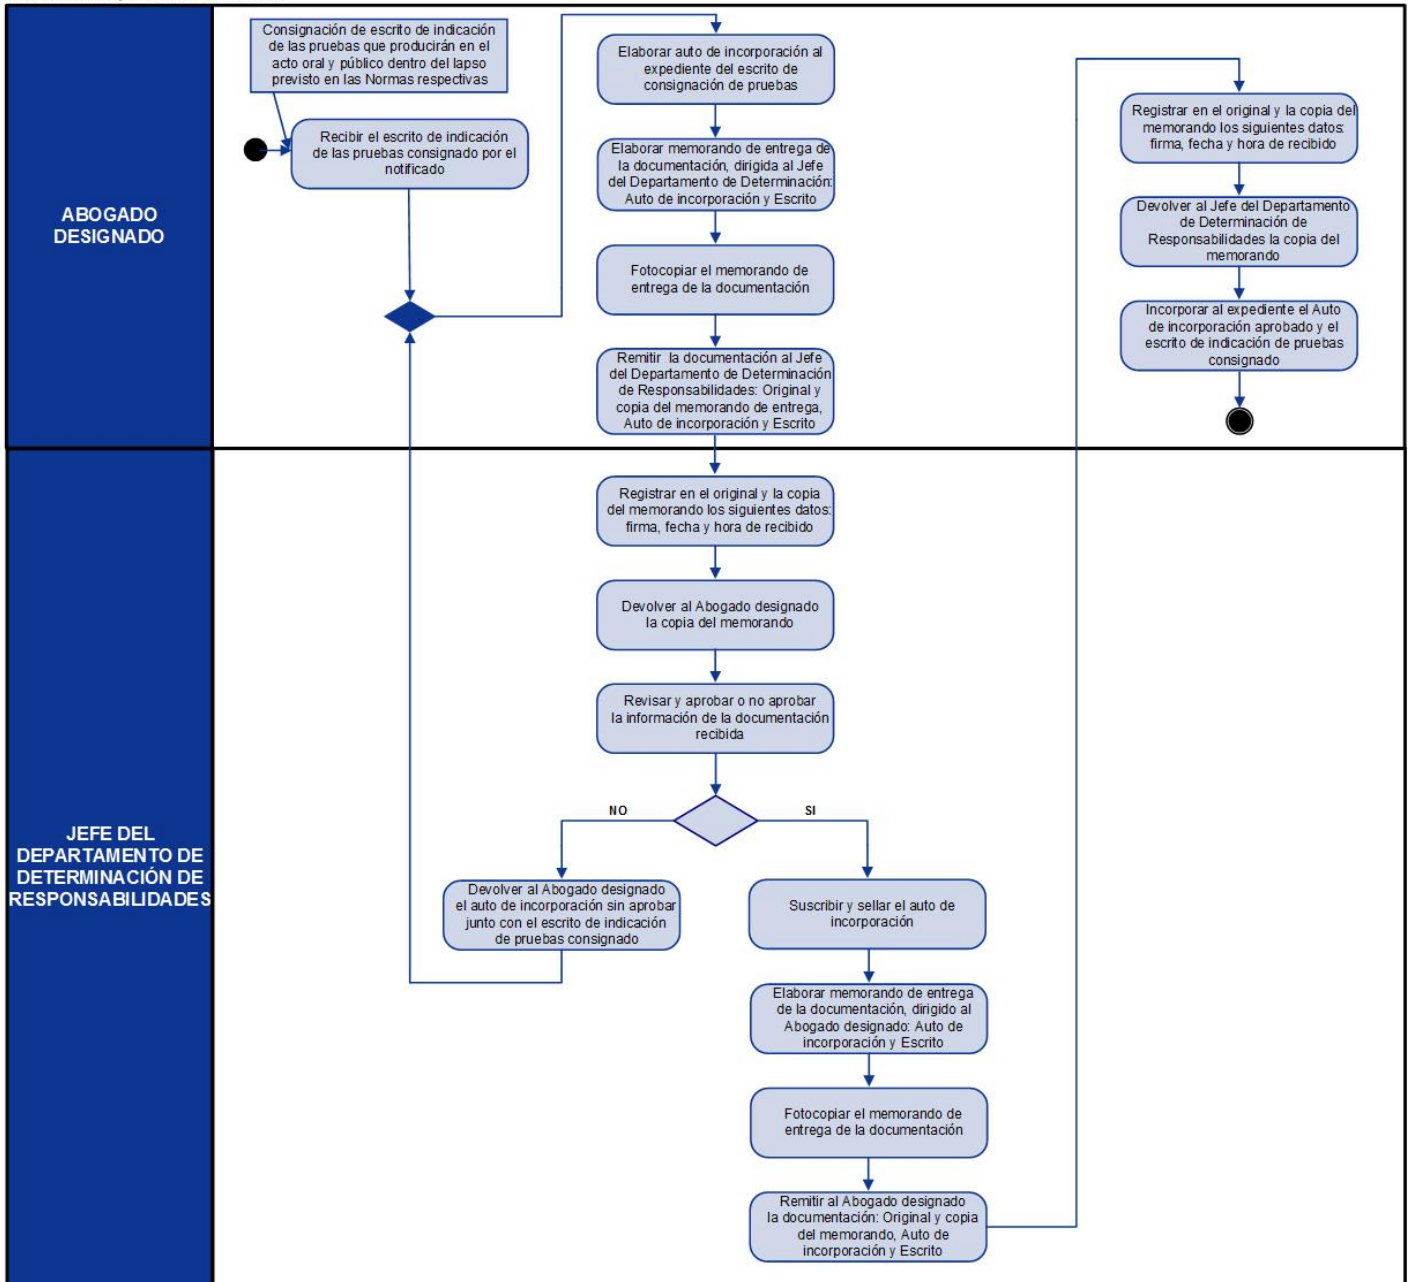 ABOGADO
DESIGNADO
Consignación de escrito de indicación
de las pruebas que producirán en el
acto oral y público dentro del lapso
previsto en las Normas respectivas
Recibir el escrito de indicación
de las pruebas consignado por el
notificado
Elaborar auto de incorporación al
expediente del escrito de
consignación de pruebas
Elaborar memorando de entrega de
la documentación, dirigida al Jefe
del Departamento de Determinación:
Auto de incorporación y Escrito
Fotocopiar el memorando de
entrega de la documentación
Remitir la documentación al Jefe
del Departamento de Determinación
de Responsabilidades: Original y
copia del memorando de entrega,
Auto de incorporación y Escrito
Registrar en el original y la copia del
memorando los siguientes datos:
firma, fecha y hora de recibido
Devolver al Jefe del Departamento
de Determinación de
Responsabilidades la copia del
memorando
Incorporar al expediente el Auto
de incorporación aprobado y el
escrito de indicación de pruebas
consignado
JEFE DEL
DEPARTAMENTO DE
DETERMINACIÓN DE
RESPONSABILIDADES
Registrar en el original y la copia
del memorando los siguientes datos:
firma, fecha y hora de recibido
Devolver al Abogado designado
la copia del memorando
Revisar y aprobar o no aprobar
la información de la documentación
recibida
NO
SI
Devolver al Abogado designado
el auto de incorporación sin aprobar
junto con el escrito de indicación
de pruebas consignado
Suscribir y sellar el auto de
incorporación
Elaborar memorando de entrega
de la documentación, dirigido al
Abogado designado: Auto de
incorporación y Escrito
Fotocopiar el memorando de
entrega de la documentación
Remitir al Abogado designado
la documentación: Original y copia
del memorando, Auto de
incorporación y Escrito